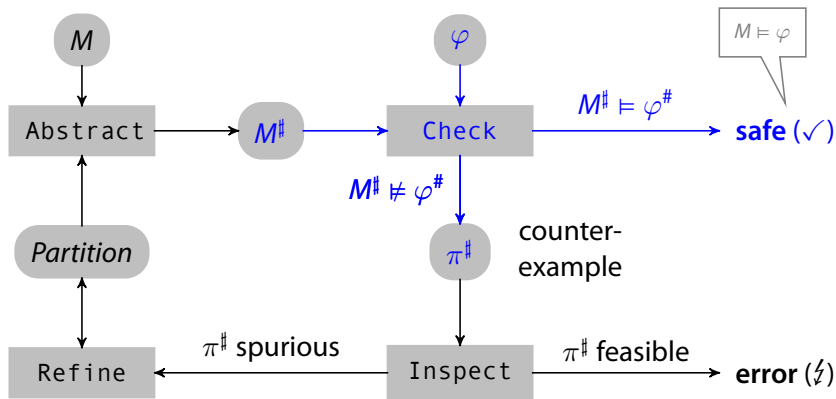 M
φ
M ⊨ φ
Abstract
M♯
Check
M♯ ⊨ φ#
safe (✓)
M♯ ⊭ φ#
Partition
π♯
counter-
example
Refine
π♯ spurious
Inspect
π♯ feasible
error (↯)